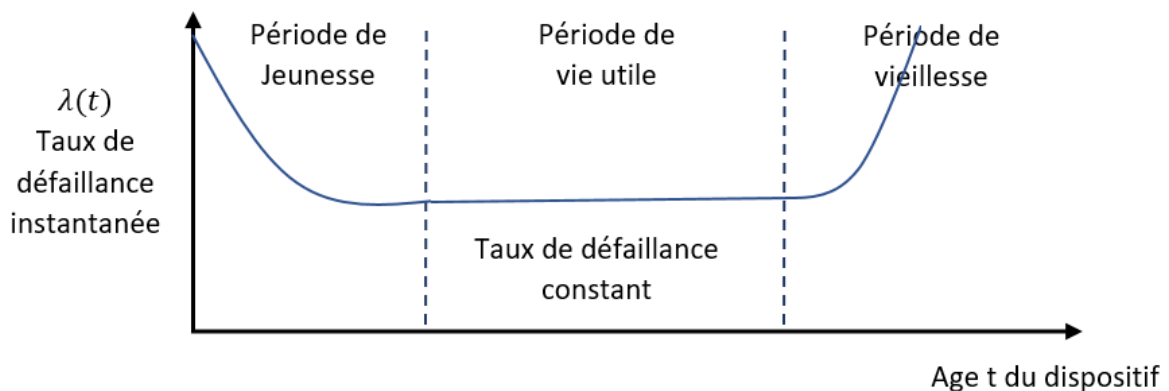 Période de
Jeunesse
Période de
vie utile
Période de
vieillesse
λ(t)
Taux de
défaillance
instantanée
Taux de défaillance
constant
Age t du dispositif